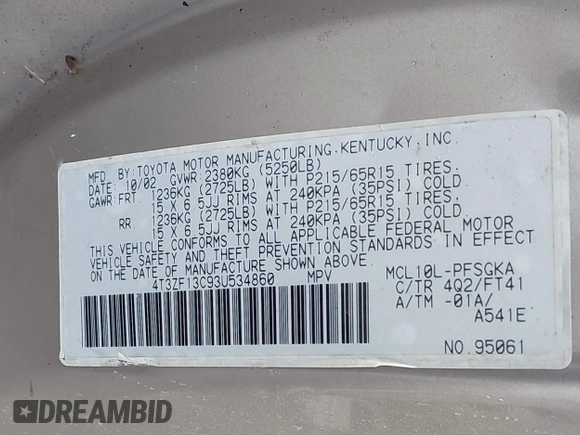 MFD. BY:TOYOTA MOTOR MANUFACTURING.KENTUCKY, INC.
DATE: 10/02 GVWR: 2380KG (5250LB)
GAWR:FRT. 1236KG (2725LB) WITH P215/65R15 TIRES,
15 X 6.5JJ RIMS AT 240KPA (35PSI) COLD.
RR 1236KG (2725LB) WITH P215/65R15 TIRES,
15 X 6.5JJ RIMS AT 240KPA (35PSI) COLD.
THIS VEHICLE CONFORMS TO ALL APPLICABLE FEDERAL MOTOR
VEHICLE SAFETY AND THEFT PREVENTION STANDARDS IN EFFECT
ON THE DATE OF MANUFACTURE SHOWN ABOVE
4T3ZF13C93U534860 MPV
MCL10L-PFSGKA
C/TR 4Q2/FT41
A/TM -01A/
A541E
NO.95061
DREAMBID